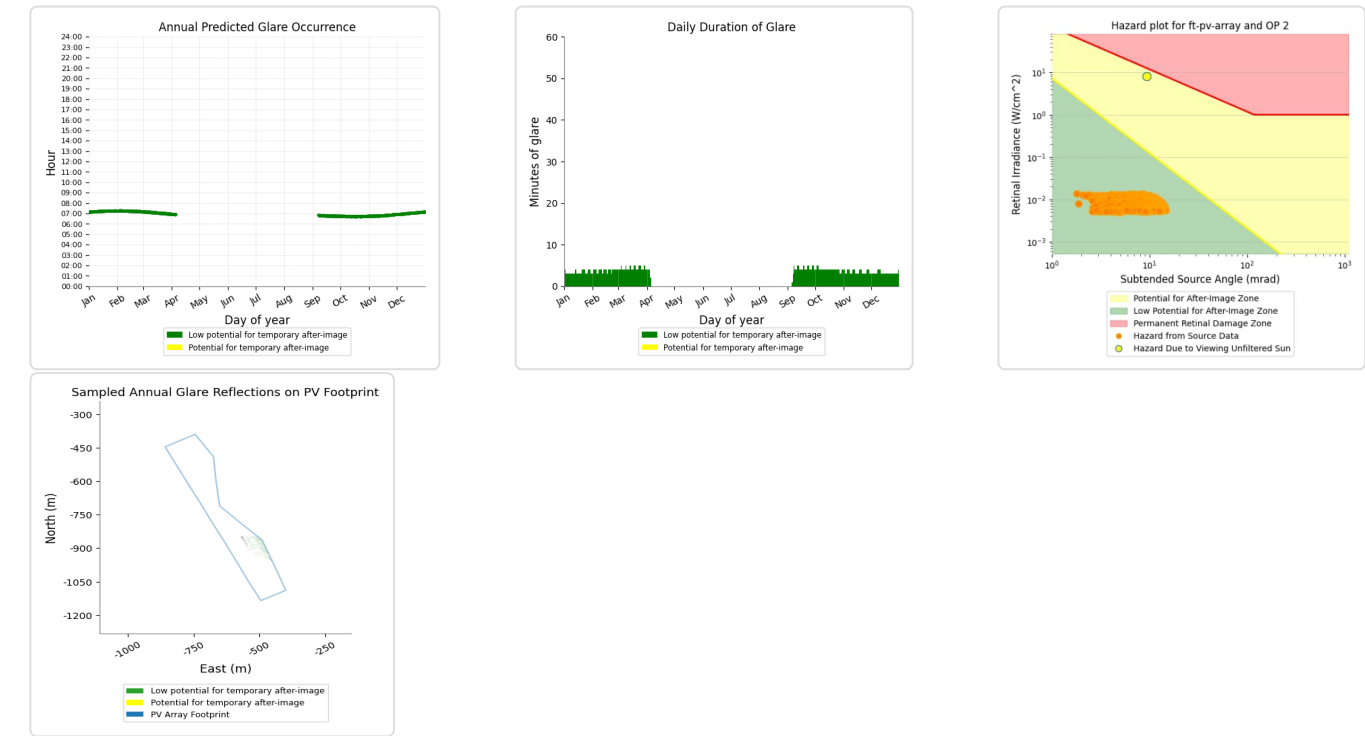 Annual Predicted Glare Occurrence
24:00
23:00
22:00
21:00
20:00
19:00
18:00
17:00
16:00
15:00
14:00
13:00
12:00
11:00
10:00
09:00
08:00
07:00
06:00
05:00
04:00
03:00
02:00
01:00
00:00
Hour
Jan Feb Mar Apr May Jun Jul Aug Sep Oct Nov Dec
Day of year
Low potential for temporary after-image
Potential for temporary after-image
Daily Duration of Glare
60
50
40
30
20
10
0
Minutes of glare
Jan Feb Mar Apr May Jun Jul Aug Sep Oct Nov Dec
Day of year
Low potential for temporary after-image
Potential for temporary after-image
Hazard plot for ft-pv-array and OP 2
10^1
10^0
10^-1
10^-2
10^-3
Retinal Irradiance (W/cm^2)
10^0 10^1 10^2 10^3
Subtended Source Angle (mrad)
Potential for After-Image Zone
Low Potential for After-Image Zone
Permanent Retinal Damage Zone
Hazard from Source Data
Hazard Due to Viewing Unfiltered Sun
Sampled Annual Glare Reflections on PV Footprint
-300
-450
-600
-750
-900
-1050
-1200
North (m)
-1000 -750 -500 -250
East (m)
Low potential for temporary after-image
Potential for temporary after-image
PV Array Footprint